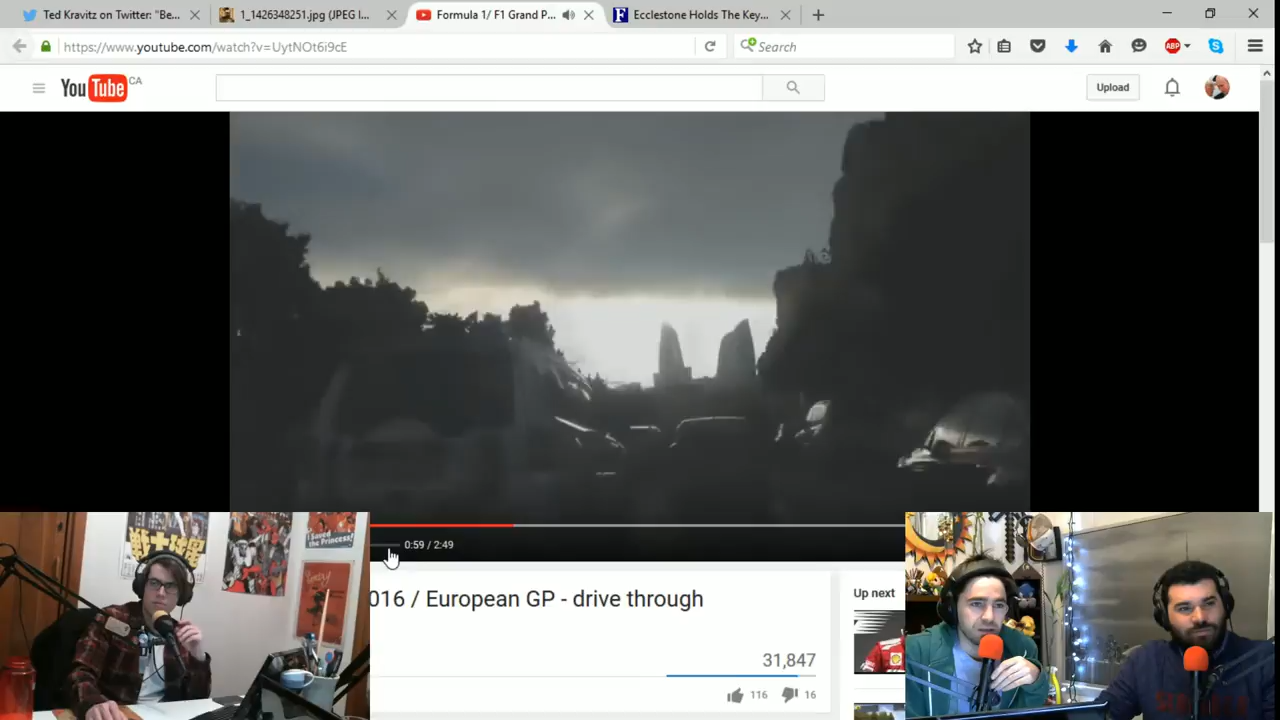 Ted Kravitz on Twitter: "Be...
1_1426348251.jpg (JPEG I...
Formula 1/ F1 Grand P...
Ecclestone Holds The Key...
https://www.youtube.com/watch?v=UytNOt6i9cE
Search
ABP
YouTube CA
Upload
0:59 / 2:49
016 / European GP - drive through
Up next
31,847
116
16
I Saved
the Princess!